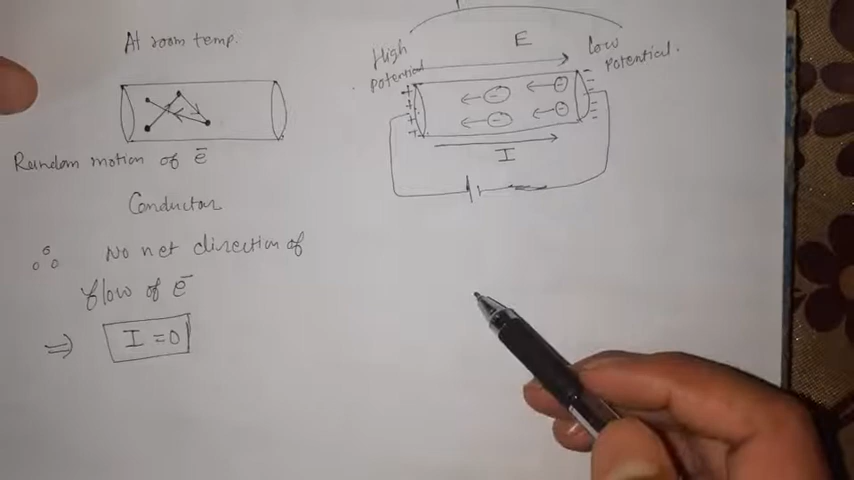 At room temp.
Random motion of ē
Conductor
∴ No net direction of
flow of ē
⇒ I = 0
High
potential
E
Low
Potential.
+
+
+
+
- 
-
-
-
I